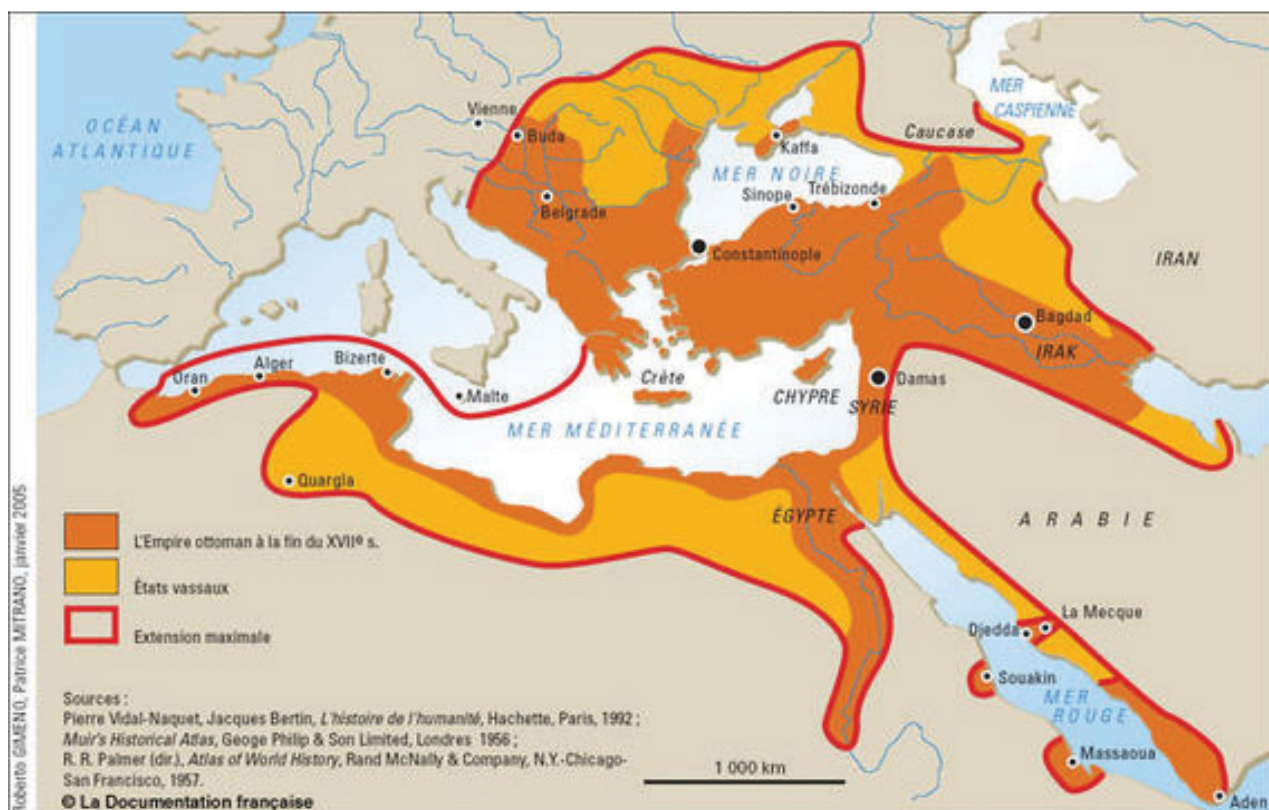 OCÉAN
ATLANTIQUE
Vienne
Buda
Belgrade
MER
CASPIENNE
Caucase
Kaffa
MER NOIRE
Sinope
Trébizonde
Constantinople
IRAN
Bagdad
IRAK
Oran
Alger
Bizerte
Malte
Crète
CHYPRE
SYRIE
Damas
MER MÉDITERRANÉE
Quargla
ÉGYPTE
ARABIE
La Mecque
Djedda
Souakin
MER
ROUGE
Massaoua
Aden
L'Empire ottoman à la fin du XVIIe s.
États vassaux
Extension maximale
Sources :
Pierre Vidal-Naquet, Jacques Bertin, L'histoire de l'humanité, Hachette, Paris, 1992 ;
Muir's Historical Atlas, Geoge Philip & Son Limited, Londres 1956 ;
R. R. Palmer (dir.), Atlas of World History, Rand McNally & Company, N.Y.-Chicago-
San Francisco, 1957.
© La Documentation française
1 000 km
Roberto GIMENO, Patrice MITRANO, janvier 2005